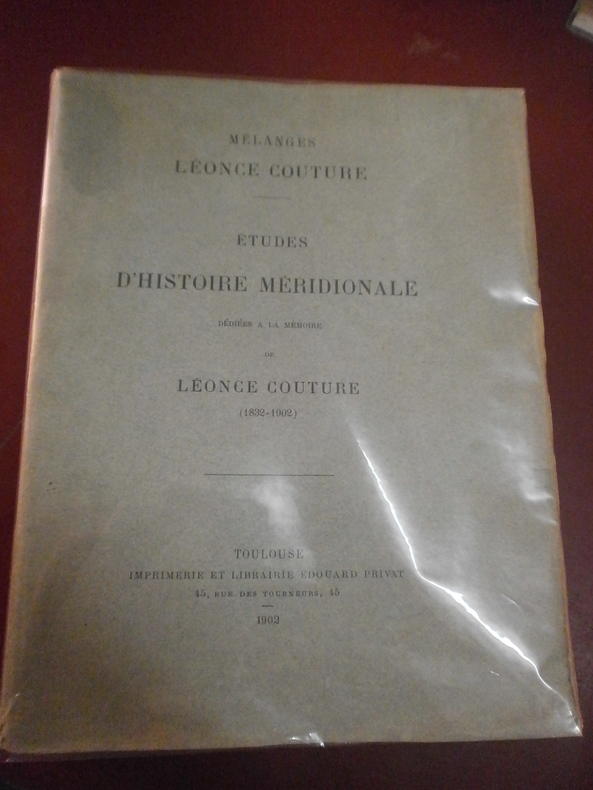 MÉLANGES
LÉONCE COUTURE
ÉTUDES
D'HISTOIRE MÉRIDIONALE
DÉDIÉES A LA MÉMOIRE
DE
LÉONCE COUTURE
(1832-1902)
TOULOUSE
IMPRIMERIE ET LIBRAIRIE ÉDOUARD PRIVAT
45, RUE DES TOURNEURS, 45
1902